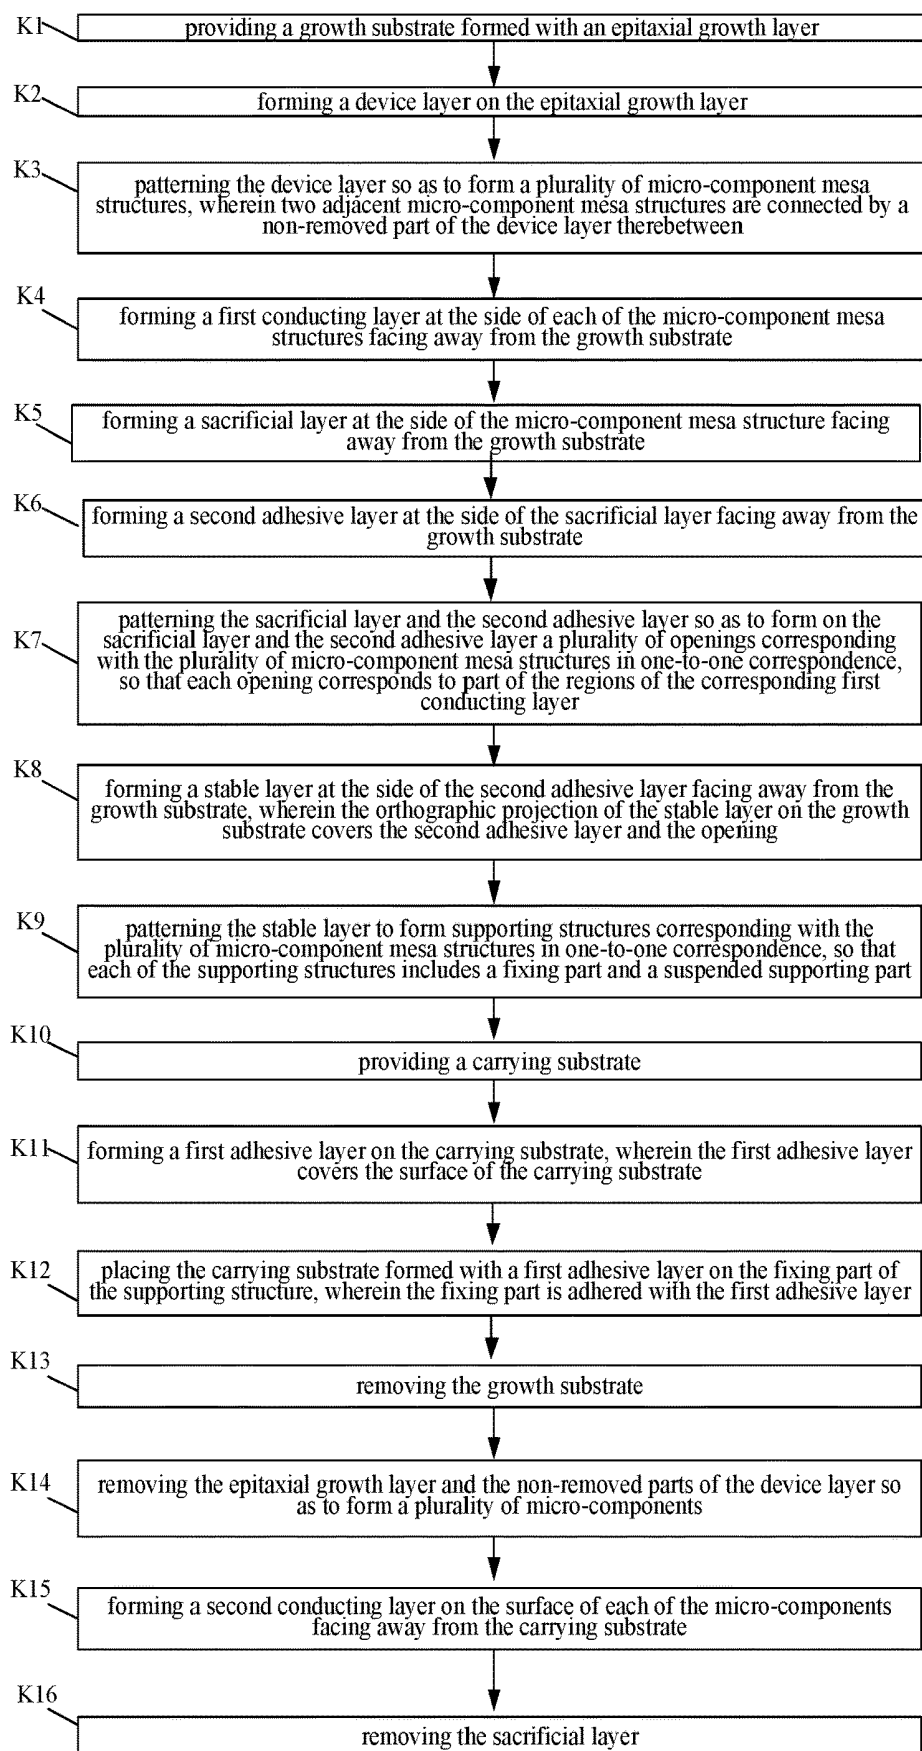 K1
providing a growth substrate formed with an epitaxial growth layer
K2
forming a device layer on the epitaxial growth layer
K3
patterning the device layer so as to form a plurality of micro-component mesa
structures, wherein two adjacent micro-component mesa structures are connected by a
non-removed part of the device layer therebetween
K4
forming a first conducting layer at the side of each of the micro-component mesa
structures facing away from the growth substrate
K5
forming a sacrificial layer at the side of the micro-component mesa structure facing
away from the growth substrate
K6
forming a second adhesive layer at the side of the sacrificial layer facing away from the
growth substrate
K7
patterning the sacrificial layer and the second adhesive layer so as to form on the
sacrificial layer and the second adhesive layer a plurality of openings corresponding
with the plurality of micro-component mesa structures in one-to-one correspondence,
so that each opening corresponds to part of the regions of the corresponding first
conducting layer
K8
forming a stable layer at the side of the second adhesive layer facing away from the
growth substrate, wherein the orthographic projection of the stable layer on the growth
substrate covers the second adhesive layer and the opening
K9
patterning the stable layer to form supporting structures corresponding with the
plurality of micro-component mesa structures in one-to-one correspondence, so that
each of the supporting structures includes a fixing part and a suspended supporting part
K10
providing a carrying substrate
K11
forming a first adhesive layer on the carrying substrate, wherein the first adhesive layer
covers the surface of the carrying substrate
K12
placing the carrying substrate formed with a first adhesive layer on the fixing part of
the supporting structure, wherein the fixing part is adhered with the first adhesive layer
K13
removing the growth substrate
K14
removing the epitaxial growth layer and the non-removed parts of the device layer so
as to form a plurality of micro-components
K15
forming a second conducting layer on the surface of each of the micro-components
facing away from the carrying substrate
K16
removing the sacrificial layer